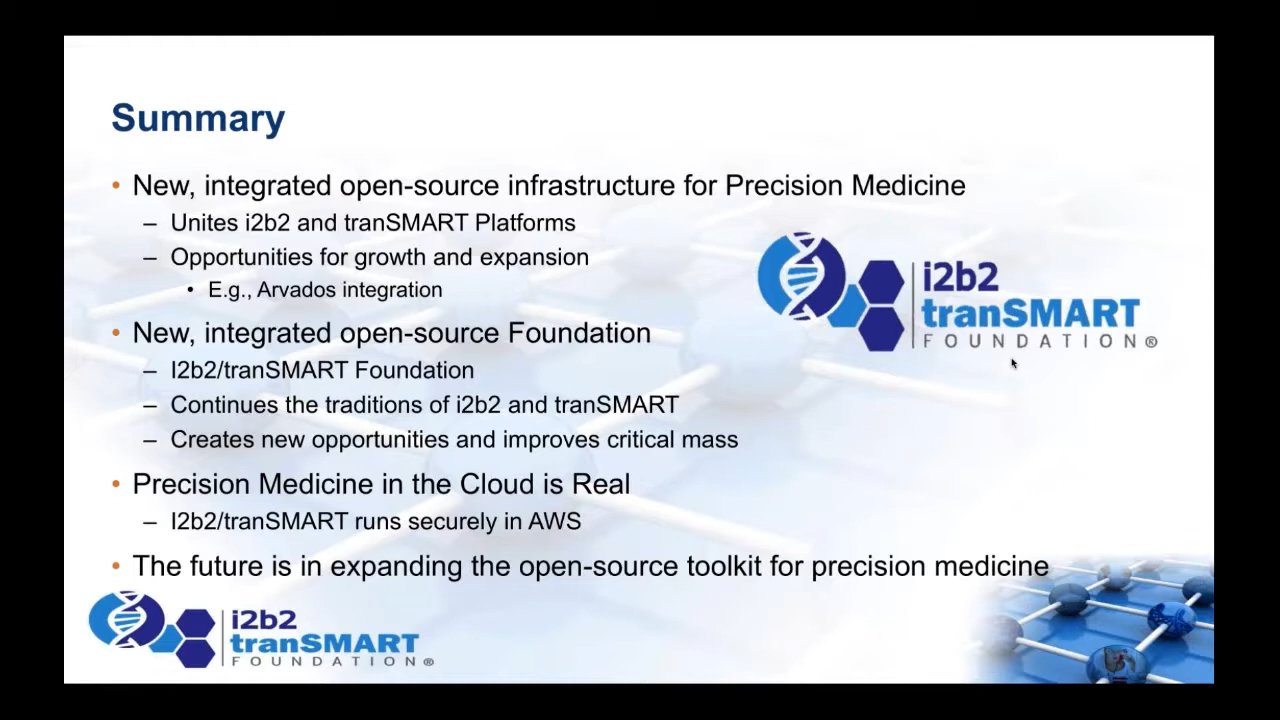 Summary
• New, integrated open-source infrastructure for Precision Medicine
– Unites i2b2 and tranSMART Platforms
– Opportunities for growth and expansion
• E.g., Arvados integration
i2b2
tranSMART
FOUNDATION®
• New, integrated open-source Foundation
– I2b2/tranSMART Foundation
– Continues the traditions of i2b2 and tranSMART
– Creates new opportunities and improves critical mass
• Precision Medicine in the Cloud is Real
– I2b2/tranSMART runs securely in AWS
• The future is in expanding the open-source toolkit for precision medicine
i2b2
tranSMART
FOUNDATION®